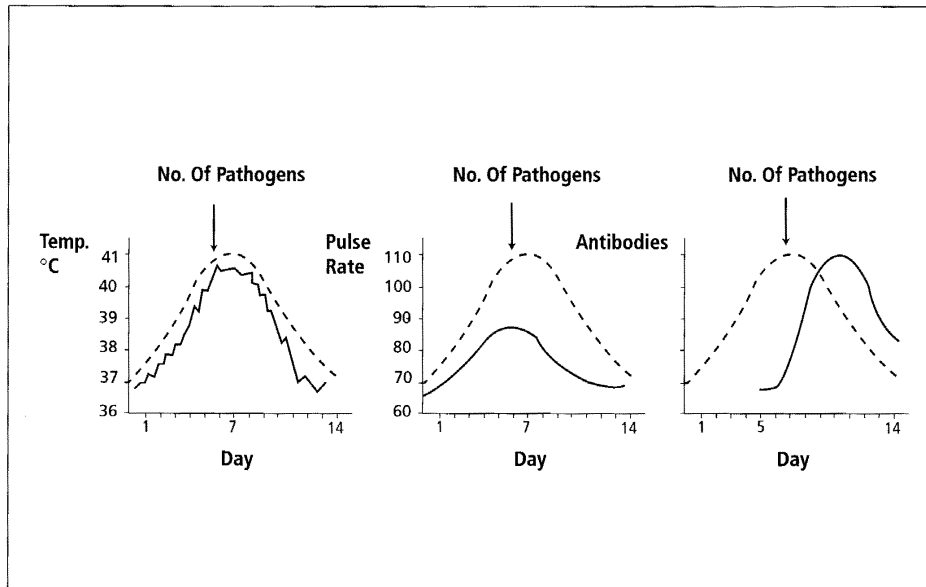 No. Of Pathogens
Temp.
°C
41
40
39
38
37
36
1 7 14
Day
No. Of Pathogens
Pulse
Rate
110
100
90
80
70
60
1 7 14
Day
No. Of Pathogens
Antibodies
1 5 14
Day